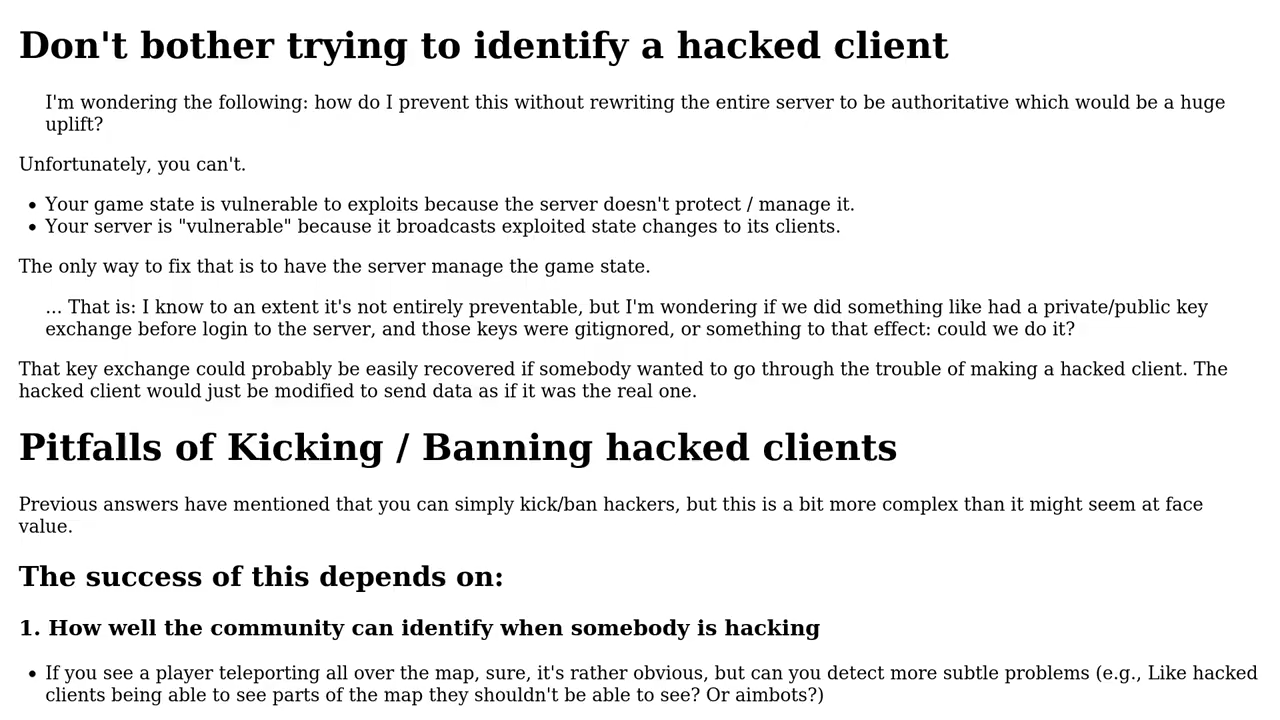 Don't bother trying to identify a hacked client
I'm wondering the following: how do I prevent this without rewriting the entire server to be authoritative which would be a huge
uplift?
Unfortunately, you can't.
• Your game state is vulnerable to exploits because the server doesn't protect / manage it.
• Your server is "vulnerable" because it broadcasts exploited state changes to its clients.
The only way to fix that is to have the server manage the game state.
... That is: I know to an extent it's not entirely preventable, but I'm wondering if we did something like had a private/public key
exchange before login to the server, and those keys were gitignored, or something to that effect: could we do it?
That key exchange could probably be easily recovered if somebody wanted to go through the trouble of making a hacked client. The
hacked client would just be modified to send data as if it was the real one.
Pitfalls of Kicking / Banning hacked clients
Previous answers have mentioned that you can simply kick/ban hackers, but this is a bit more complex than it might seem at face
value.
The success of this depends on:
1. How well the community can identify when somebody is hacking
• If you see a player teleporting all over the map, sure, it's rather obvious, but can you detect more subtle problems (e.g., Like hacked
clients being able to see parts of the map they shouldn't be able to see? Or aimbots?)